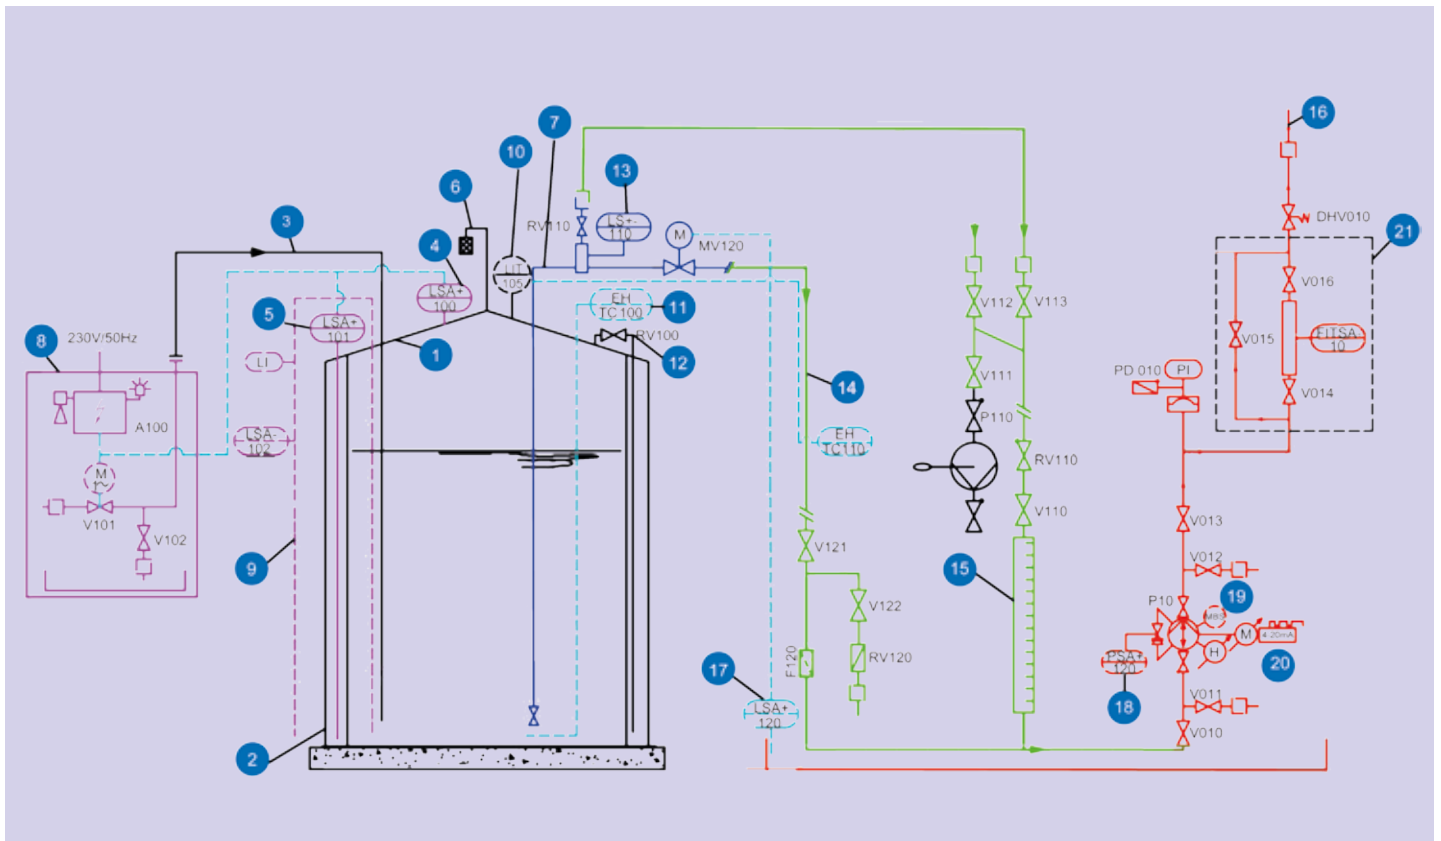 16
7
10
13
6
3
4
5
8
1
11
12
14
9
15
2
17
18
19
20
21
230V/50Hz
A100
M
1~
V101
V102
LI
LSA-
102
LSA+
101
LSA+
100
LIT
105
EH
TC100
RV100
RV110
LS+-
110
M
MV120
EH
TC110
V121
V122
RV120
F120
LSA+
120
V112
V113
V111
P110
RV110
V110
DHV010
V016
V015
FITSA-
10
V014
PD 010
PI
V013
V012
P10
MBS
M
4-20mA
H
PSA+
120
V011
V010